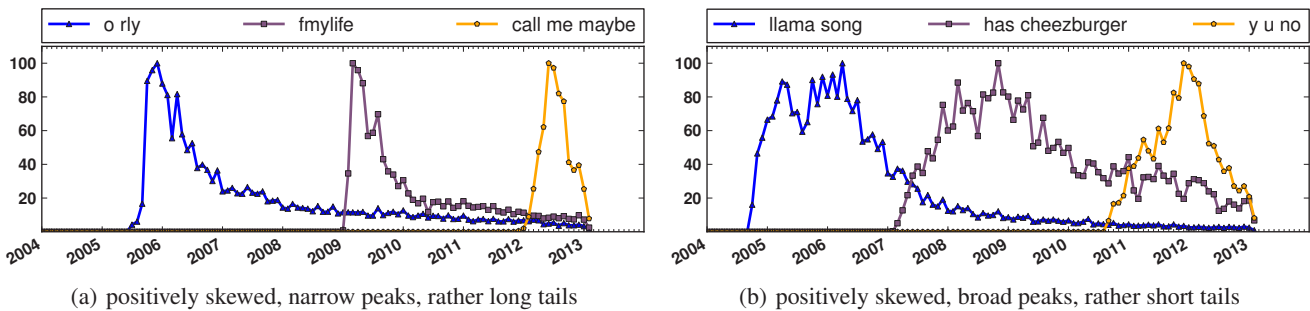 o rly fmylife call me maybe
100
80
60
40
20
2004 2005 2006 2007 2008 2009 2010 2011 2012 2013
(a) positively skewed, narrow peaks, rather long tails
llama song has cheezburger y u no
100
80
60
40
20
2004 2005 2006 2007 2008 2009 2010 2011 2012 2013
(b) positively skewed, broad peaks, rather short tails